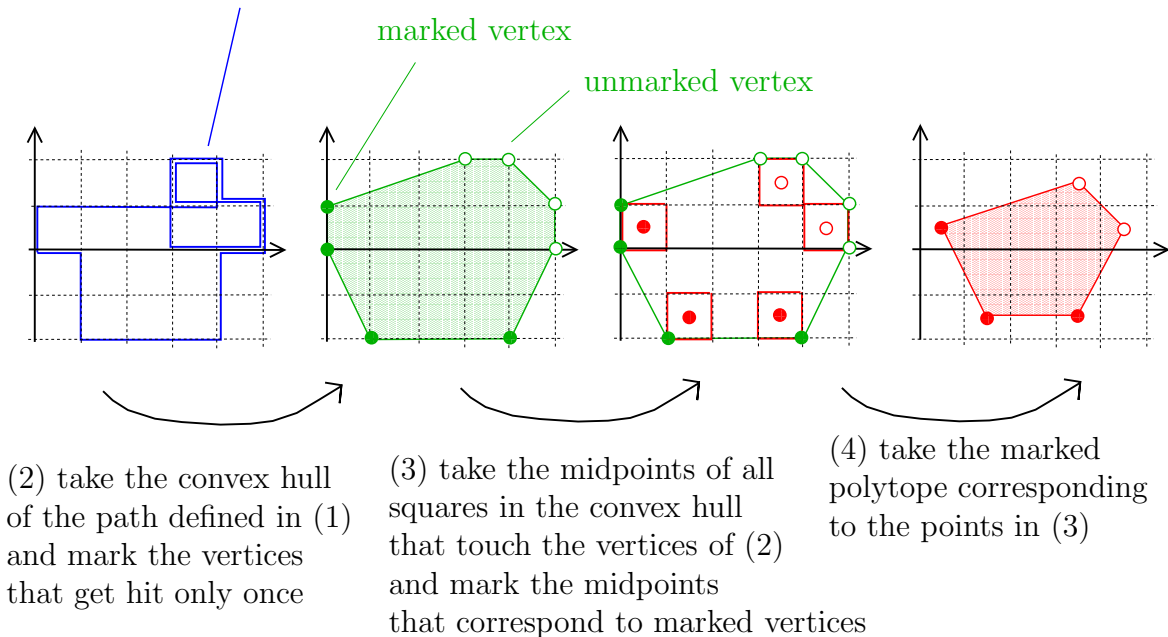 marked vertex
unmarked vertex
(2) take the convex hull
of the path defined in (1)
and mark the vertices
that get hit only once
(3) take the midpoints of all
squares in the convex hull
that touch the vertices of (2)
and mark the midpoints
that correspond to marked vertices
(4) take the marked
polytope corresponding
to the points in (3)